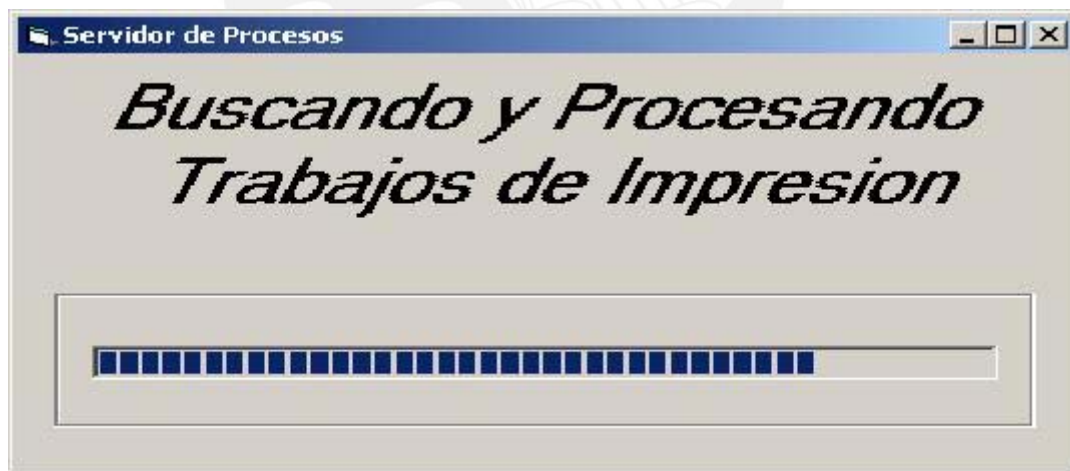 Servidor de Procesos
Buscando y Procesando
Trabajos de Impresion